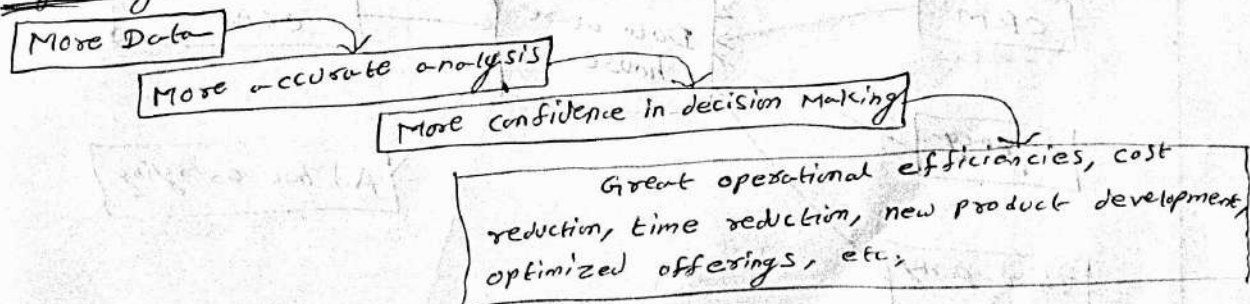 More Data
More accurate analysis
More confidence in decision Making
Great operational efficiencies, cost
reduction, time reduction, new product development,
optimized offerings, etc,